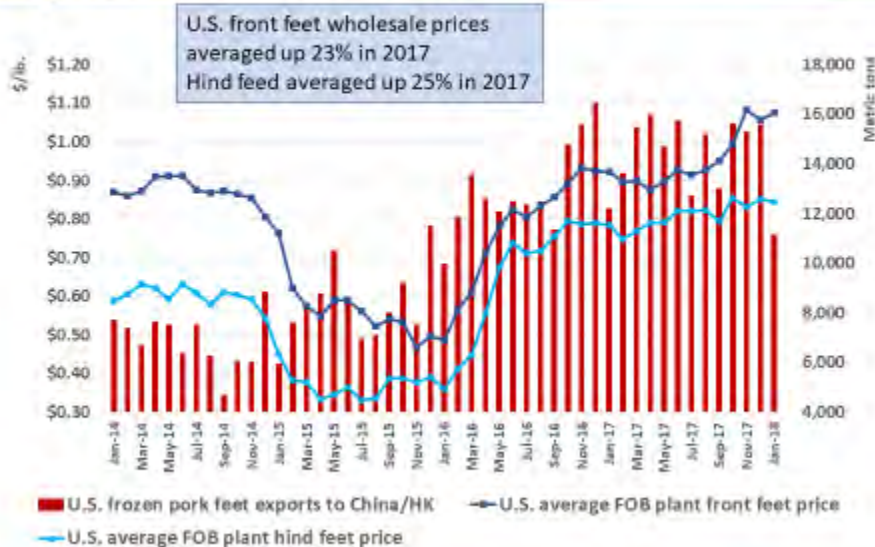 U.S. front feet wholesale prices
averaged up 23% in 2017
Hind feed averaged up 25% in 2017
$/lb.
$1.20
$1.10
$1.00
$0.90
$0.80
$0.70
$0.60
$0.50
$0.40
$0.30
Metric tons
18,000
16,000
14,000
12,000
10,000
8,000
6,000
4,000
Jan-14
Mar-14
May-14
Jul-14
Sep-14
Nov-14
Jan-15
Mar-15
May-15
Jul-15
Sep-15
Nov-15
Jan-16
Mar-16
May-16
Jul-16
Sep-16
Nov-16
Jan-17
Mar-17
May-17
Jul-17
Sep-17
Nov-17
Jan-18
U.S. frozen pork feet exports to China/HK
U.S. average FOB plant front feet price
U.S. average FOB plant hind feet price